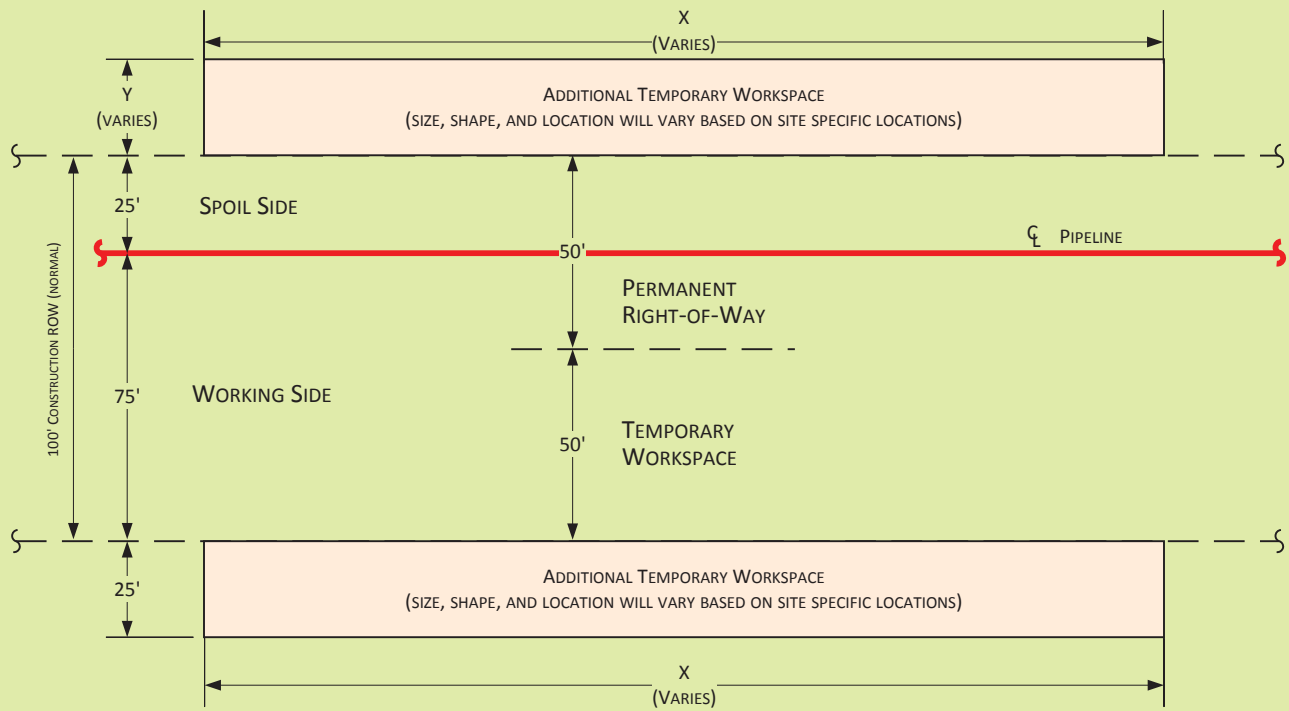 X
(VARIES)
Y
(VARIES)
ADDITIONAL TEMPORARY WORKSPACE
(SIZE, SHAPE, AND LOCATION WILL VARY BASED ON SITE SPECIFIC LOCATIONS)
25'
SPOIL SIDE
℄ PIPELINE
50'
PERMANENT
RIGHT-OF-WAY
100' CONSTRUCTION ROW (NORMAL)
75'
WORKING SIDE
50'
TEMPORARY
WORKSPACE
25'
ADDITIONAL TEMPORARY WORKSPACE
(SIZE, SHAPE, AND LOCATION WILL VARY BASED ON SITE SPECIFIC LOCATIONS)
X
(VARIES)